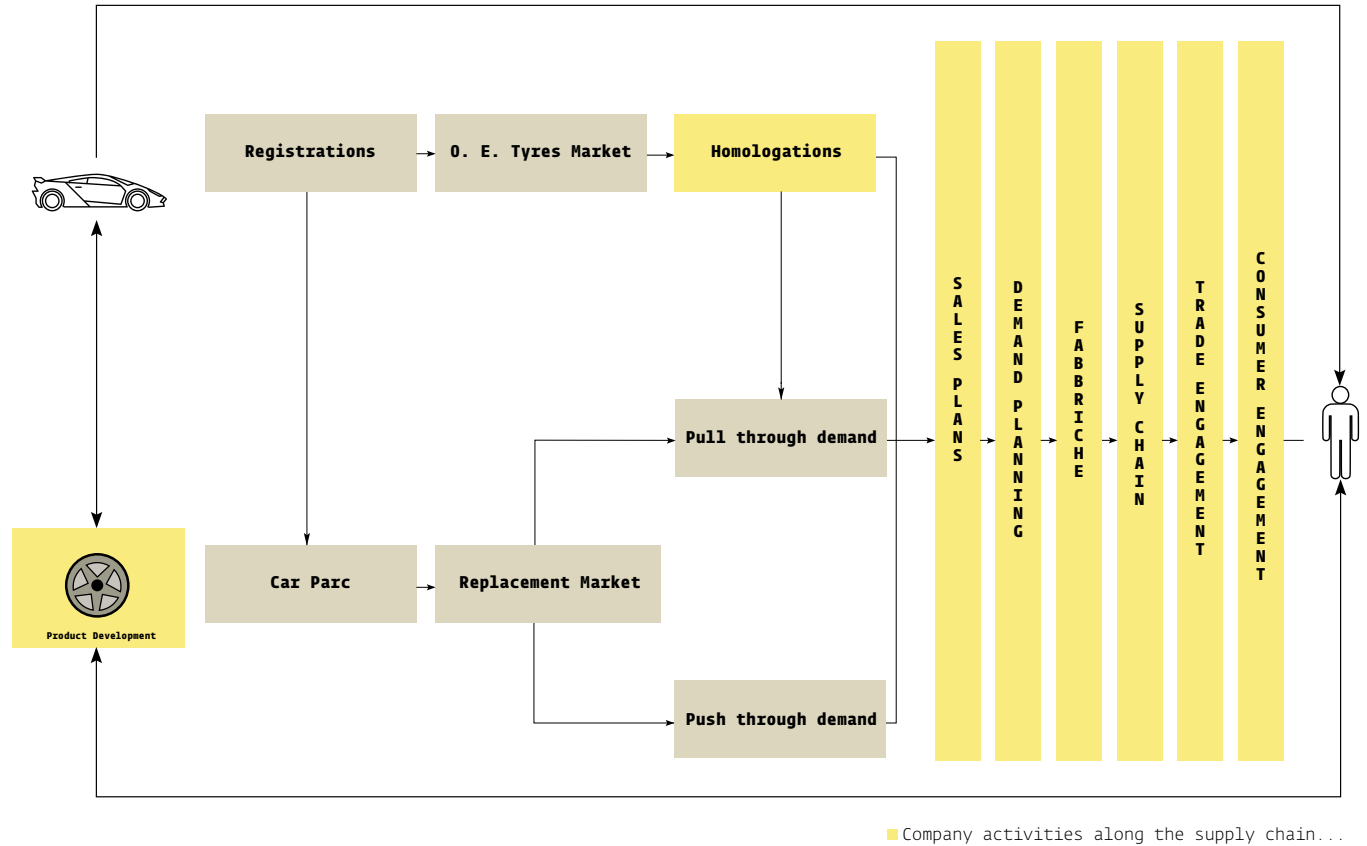 Registrations
O. E. Tyres Market
Homologations
Pull through demand
Car Parc
Replacement Market
Push through demand
Product Development
SALES PLANS
DEMAND PLANNING
FABBRICHE
SUPPLY CHAIN
TRADE ENGAGEMENT
CONSUMER ENGAGEMENT
Company activities along the supply chain...